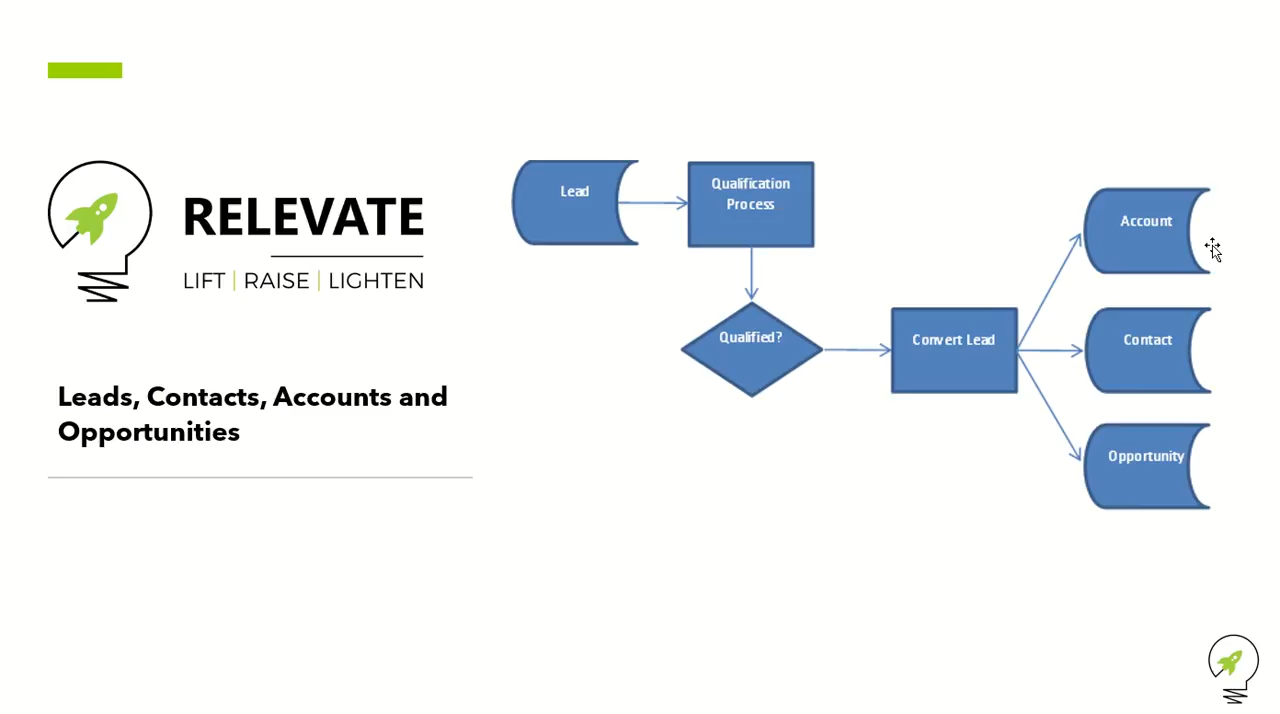 RELEVATE
LIFT | RAISE | LIGHTEN
Leads, Contacts, Accounts and
Opportunities
Lead
Qualification
Process
Qualified?
Convert Lead
Account
Contact
Opportunity